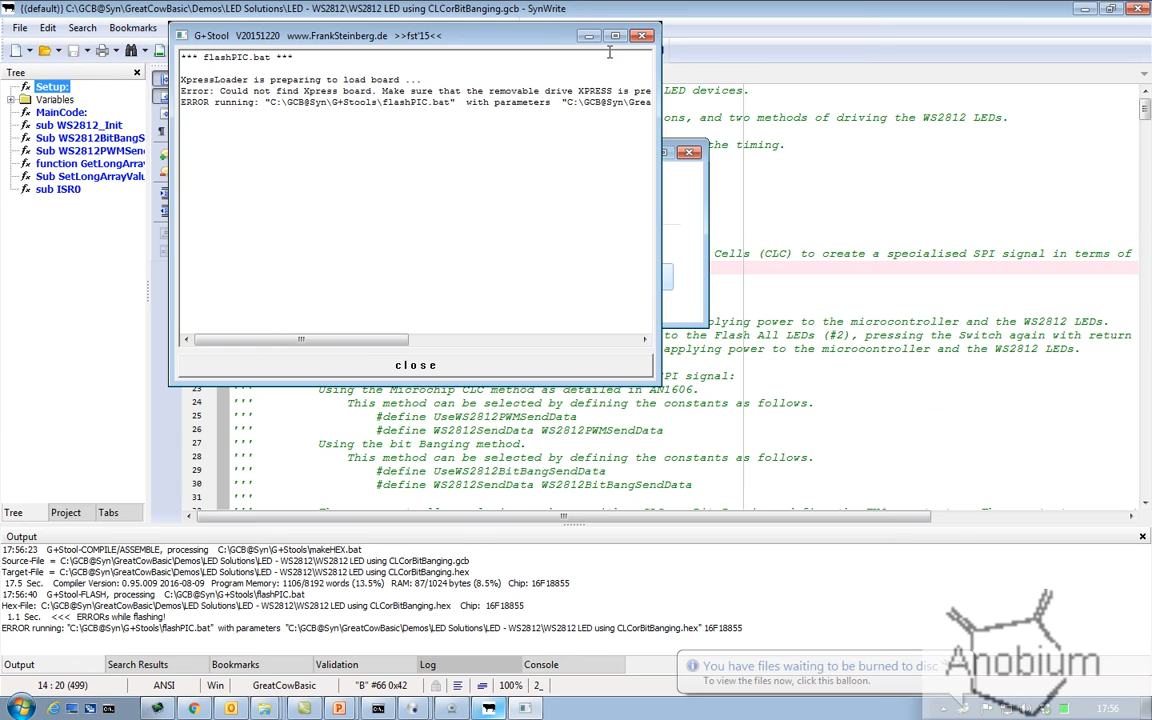 {(default)} C:\GCB@Syn\GreatCowBasic\Demos\LED Solutions\LED - WS2812\WS2812 LED using CLCorBitBanging.gcb - SynWrite
File Edit Search Bookmarks
G+Stool V20151220 www.FrankSteinberg.de >>fst'15<<
*** flashPIC.bat ***
XpressLoader is preparing to load board ...
Error: Could not find Xpress board. Make sure that the removable drive XPRESS is pre
ERROR running: "C:\GCB@Syn\G+Stools\flashPIC.bat" with parameters "C:\GCB@Syn\Grea
close
Tree
Setup:
Variables
MainCode:
sub WS2812_Init
Sub WS2812BitBangS
Sub WS2812PWMSen
function GetLongArray
Sub SetLongArrayValu
sub ISR0
Tree Project Tabs
LED devices.
ons, and two methods of driving the WS2812 LEDs.
the timing.
Cells (CLC) to create a specialised SPI signal in terms of
plying power to the microcontroller and the WS2812 LEDs.
to the Flash All LEDs (#2), pressing the Switch again with return
applying power to the microcontroller and the WS2812 LEDs.
PI signal:
23 ''' Using the Microchip CLC method as detailed in AN1606.
24 ''' This method can be selected by defining the constants as follows.
25 ''' #define UseWS2812PWMSendData
26 ''' #define WS2812SendData WS2812PWMSendData
27 ''' Using the bit Banging method.
28 ''' This method can be selected by defining the constants as follows.
29 ''' #define UseWS2812BitBangSendData
30 ''' #define WS2812SendData WS2812BitBangSendData
31 '''
Output
17:56:23 G+Stool-COMPILE/ASSEMBLE, processing C:\GCB@Syn\G+Stools\makeHEX.bat
Source-File = C:\GCB@Syn\GreatCowBasic\Demos\LED Solutions\LED - WS2812\WS2812 LED using CLCorBitBanging.gcb
Target-File = C:\GCB@Syn\GreatCowBasic\Demos\LED Solutions\LED - WS2812\WS2812 LED using CLCorBitBanging.hex
17.5 Sec. Compiler Version: 0.95.009 2016-08-09 Program Memory: 1106/8192 words (13.5%) RAM: 87/1024 bytes (8.5%) Chip: 16F18855
17:56:40 G+Stool-FLASH, processing C:\GCB@Syn\G+Stools\flashPIC.bat
Hex-File: C:\GCB@Syn\GreatCowBasic\Demos\LED Solutions\LED - WS2812\WS2812 LED using CLCorBitBanging.hex Chip: 16F18855
1.1 Sec. <<< ERRORs while flashing!
ERROR running: "C:\GCB@Syn\G+Stools\flashPIC.bat" with parameters "C:\GCB@Syn\GreatCowBasic\Demos\LED Solutions\LED - WS2812\WS2812 LED using CLCorBitBanging.hex" 16F18855
Output Search Results Bookmarks Validation Log Console
You have files waiting to be burned to disc
To view the files now, click this balloon.
Anobium
14 : 20 (499) ANSI Win GreatCowBasic "B" #66 0x42 100% 2_
17:56